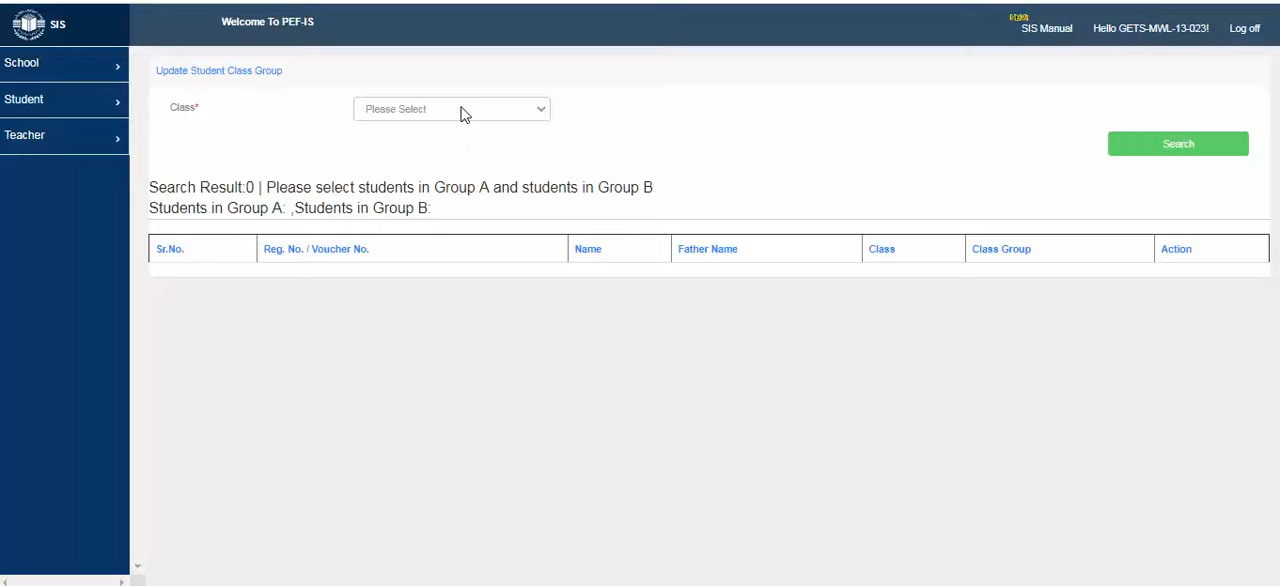 SIS
Welcome To PEF-IS
SIS Manual
Hello GETS-MWL-13-023!
Log off
School
Student
Teacher
Update Student Class Group
Class*
Please Select
Search
Search Result:0 | Please select students in Group A and students in Group B
Students in Group A: ,Students in Group B:
Sr.No. Reg. No. / Voucher No. Name Father Name Class Class Group Action